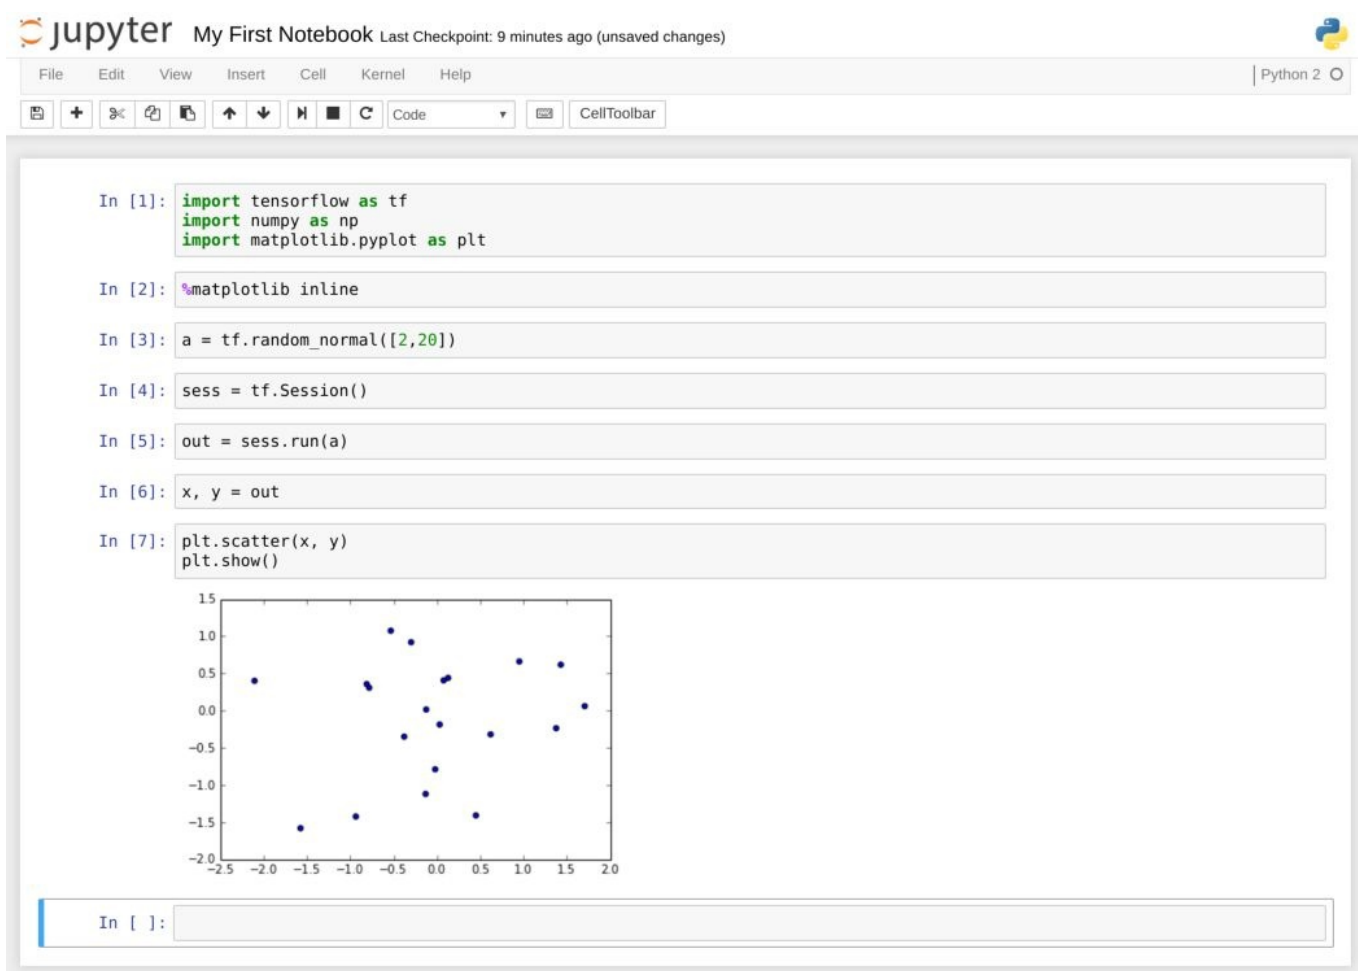 jupyter My First Notebook Last Checkpoint: 9 minutes ago (unsaved changes)
File Edit View Insert Cell Kernel Help Python 2
Code CellToolbar
In [1]: import tensorflow as tf
import numpy as np
import matplotlib.pyplot as plt
In [2]: %matplotlib inline
In [3]: a = tf.random_normal([2,20])
In [4]: sess = tf.Session()
In [5]: out = sess.run(a)
In [6]: x, y = out
In [7]: plt.scatter(x, y)
plt.show()
1.5
1.0
0.5
0.0
−0.5
−1.0
−1.5
−2.0
−2.5 −2.0 −1.5 −1.0 −0.5 0.0 0.5 1.0 1.5 2.0
In [ ]: